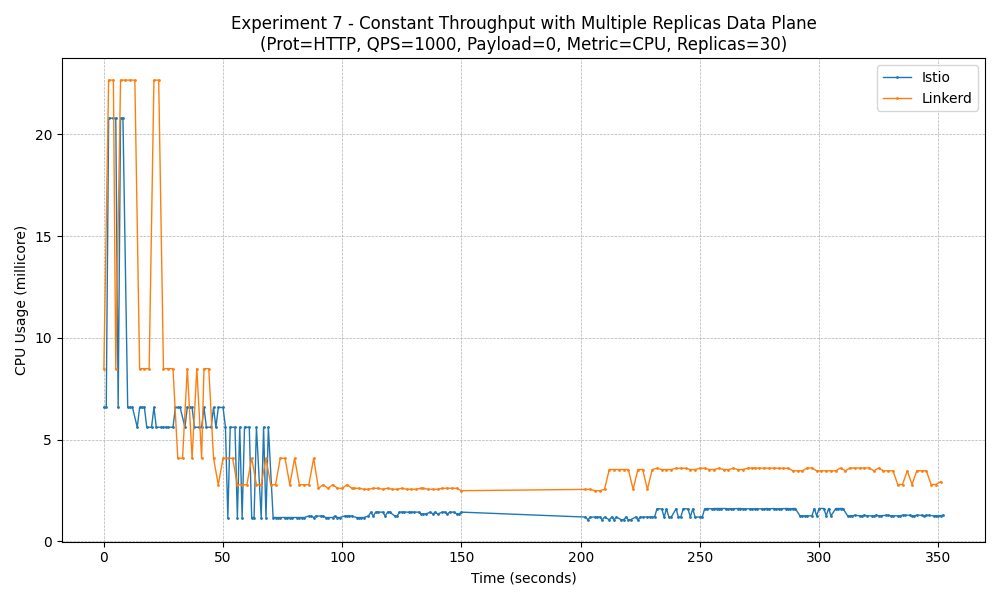 Experiment 7 - Constant Throughput with Multiple Replicas Data Plane
(Prot=HTTP, QPS=1000, Payload=0, Metric=CPU, Replicas=30)
Istio
Linkerd
CPU Usage (millicore)
20
15
10
5
0
0 50 100 150 200 250 300 350
Time (seconds)